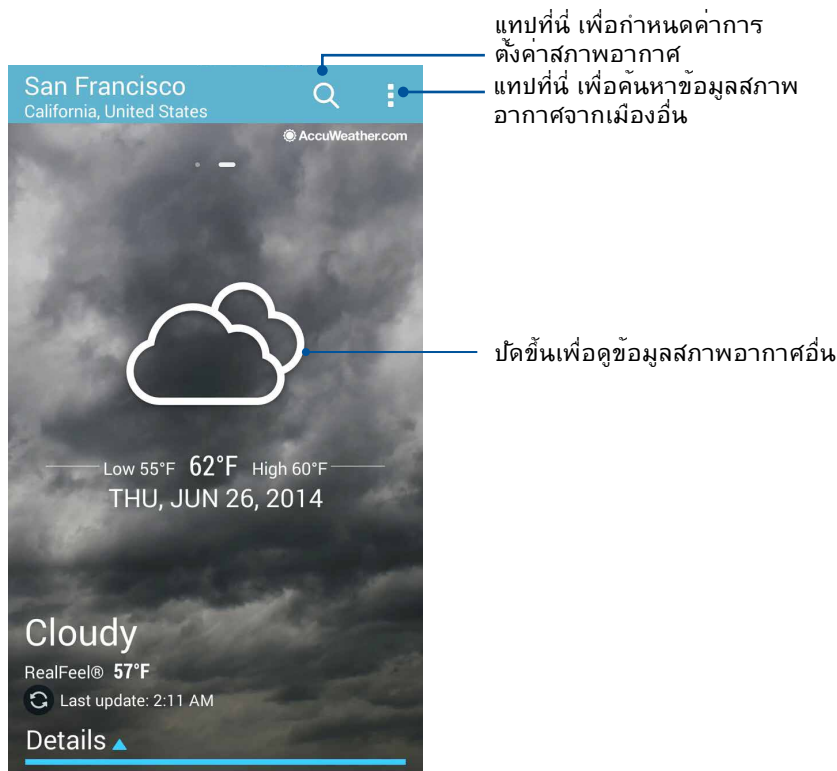 แทปที่นี่ เพื่อกำหนดค่าการ
ตั้งค่าสภาพอากาศ
แทปที่นี่ เพื่อค้นหาข้อมูลสภาพ
อากาศจากเมืองอื่น
San Francisco
California, United States
AccuWeather.com
ปัดขึ้นเพื่อดูข้อมูลสภาพอากาศอื่น
Low 55°F 62°F High 60°F
THU, JUN 26, 2014
Cloudy
RealFeel® 57°F
Last update: 2:11 AM
Details